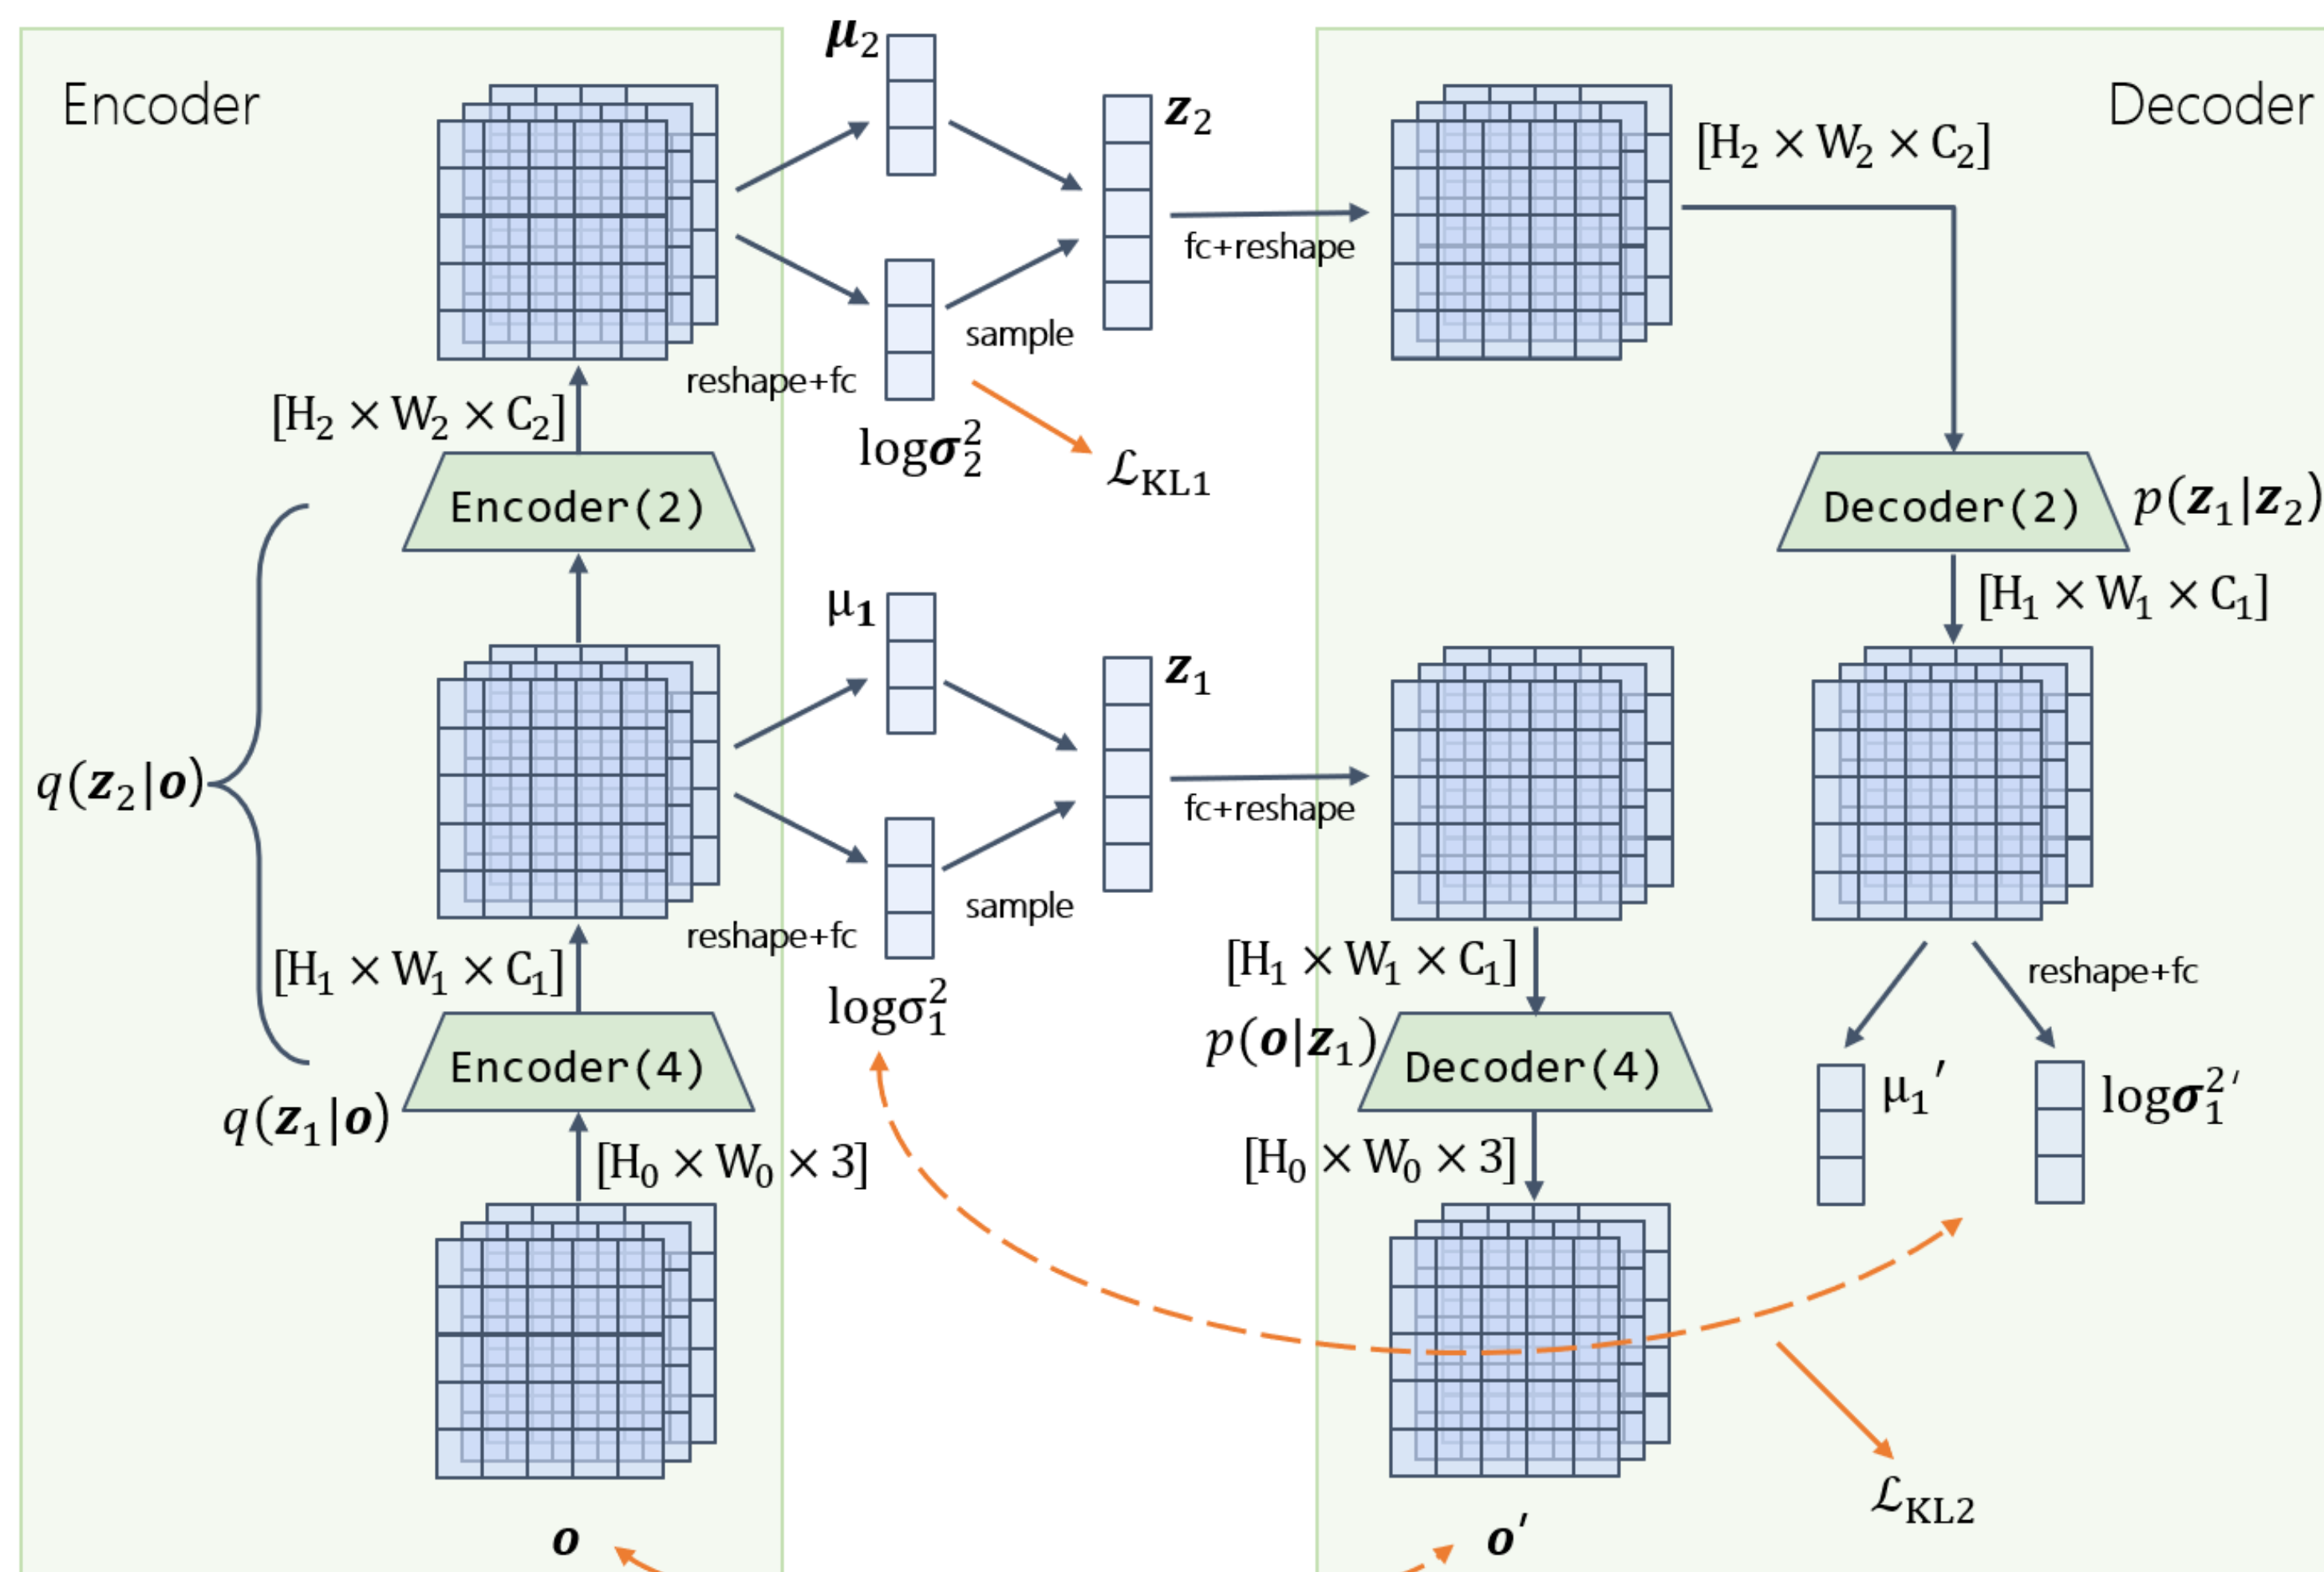 Encoder
Decoder
μ₂
z₂
[H₂ × W₂ × C₂]
fc+reshape
sample
reshape+fc
[H₂ × W₂ × C₂]
logσ₂²
ℒ_KL1
Encoder(2)
Decoder(2)
p(z₁|z₂)
[H₁ × W₁ × C₁]
μ₁
z₁
q(z₂|o)
fc+reshape
sample
reshape+fc
[H₁ × W₁ × C₁]
[H₁ × W₁ × C₁]
reshape+fc
logσ₁²
p(o|z₁)
Encoder(4)
Decoder(4)
q(z₁|o)
μ₁′
logσ₁²′
[H₀ × W₀ × 3]
[H₀ × W₀ × 3]
ℒ_KL2
o
o′